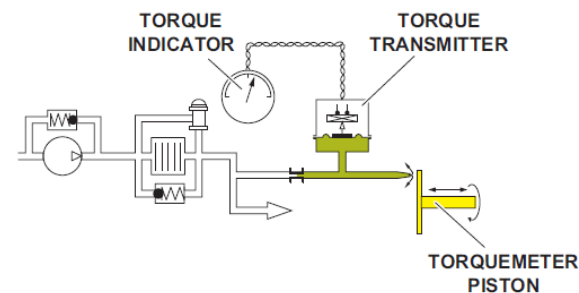 TORQUE
INDICATOR
TORQUE
TRANSMITTER
TORQUEMETER
PISTON